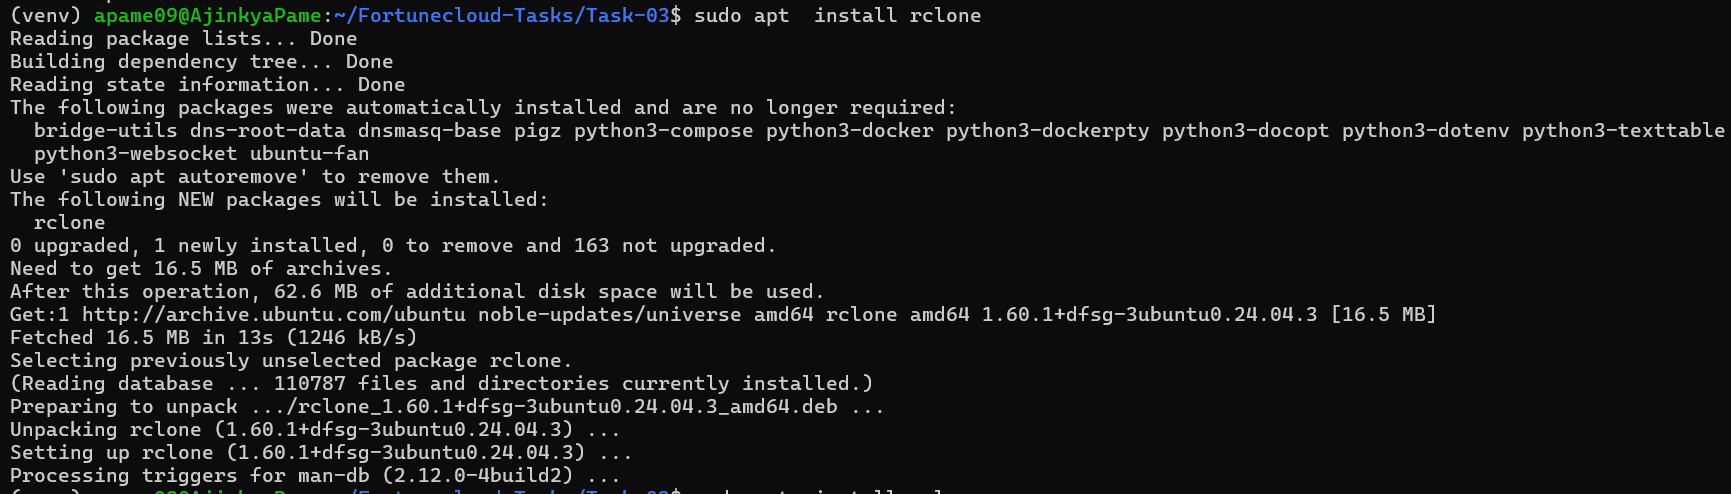 (venv) apame09@AjinkyaPame:~/Fortunecloud-Tasks/Task-03$ sudo apt  install rclone
Reading package lists... Done
Building dependency tree... Done
Reading state information... Done
The following packages were automatically installed and are no longer required:
  bridge-utils dns-root-data dnsmasq-base pigz python3-compose python3-docker python3-dockerpty python3-docopt python3-dotenv python3-texttable
  python3-websocket ubuntu-fan
Use 'sudo apt autoremove' to remove them.
The following NEW packages will be installed:
  rclone
0 upgraded, 1 newly installed, 0 to remove and 163 not upgraded.
Need to get 16.5 MB of archives.
After this operation, 62.6 MB of additional disk space will be used.
Get:1 http://archive.ubuntu.com/ubuntu noble-updates/universe amd64 rclone amd64 1.60.1+dfsg-3ubuntu0.24.04.3 [16.5 MB]
Fetched 16.5 MB in 13s (1246 kB/s)
Selecting previously unselected package rclone.
(Reading database ... 110787 files and directories currently installed.)
Preparing to unpack .../rclone_1.60.1+dfsg-3ubuntu0.24.04.3_amd64.deb ...
Unpacking rclone (1.60.1+dfsg-3ubuntu0.24.04.3) ...
Setting up rclone (1.60.1+dfsg-3ubuntu0.24.04.3) ...
Processing triggers for man-db (2.12.0-4build2) ...